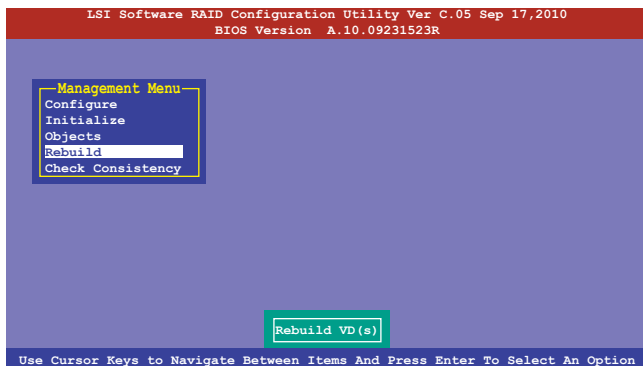 LSI Software RAID Configuration Utility Ver C.05 Sep 17,2010
BIOS Version A.10.09231523R
Management Menu
Configure
Initialize
Objects
Rebuild
Check Consistency
Rebuild VD(s)
Use Cursor Keys to Navigate Between Items And Press Enter To Select An Option